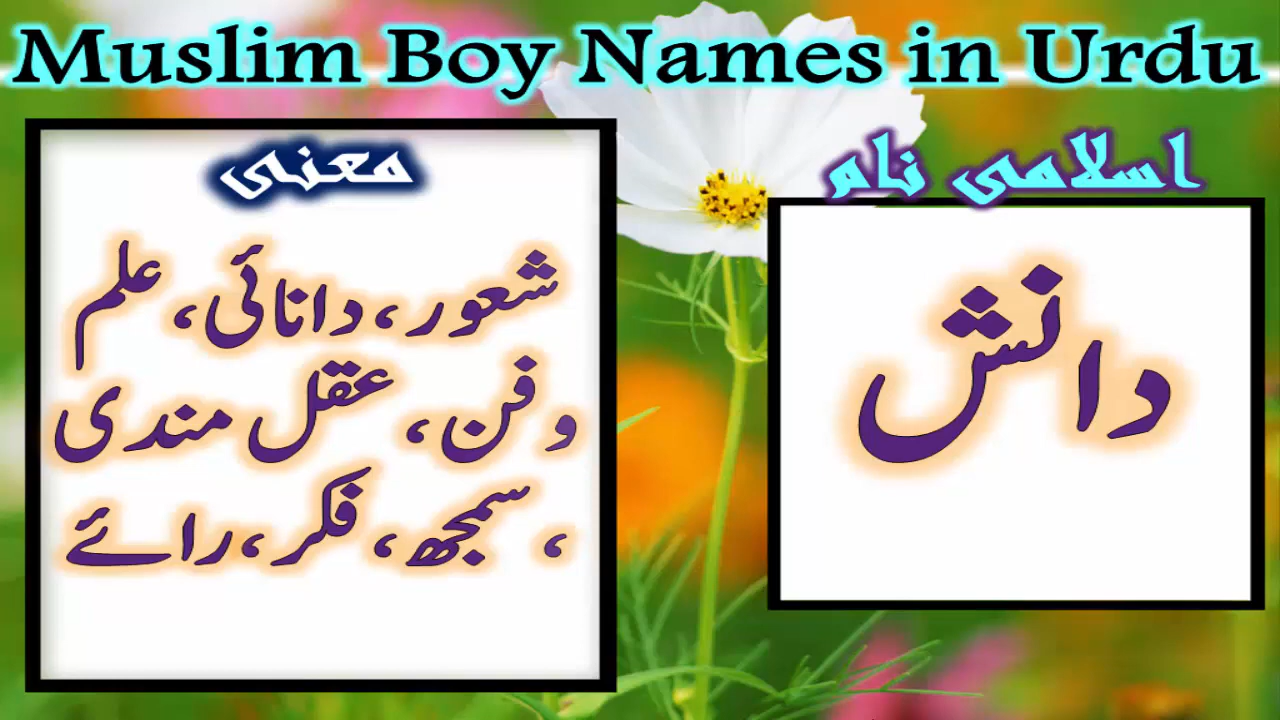 Muslim Boy Names in Urdu
اسلامی نام
دانش
معنی
شعور، دانائی، علم
و فن، عقل مندی
، سمجھ، فکر، رائے